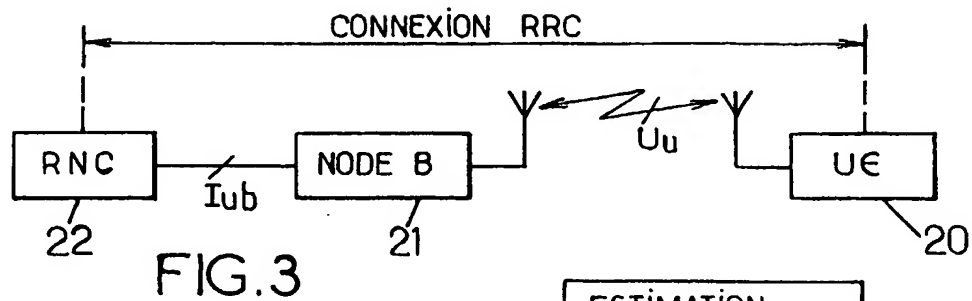 CONNEXiON RRC
RNC
NODE B
UE
Iub
Uu
22
21
20
FIG.3
ESTiMATiON